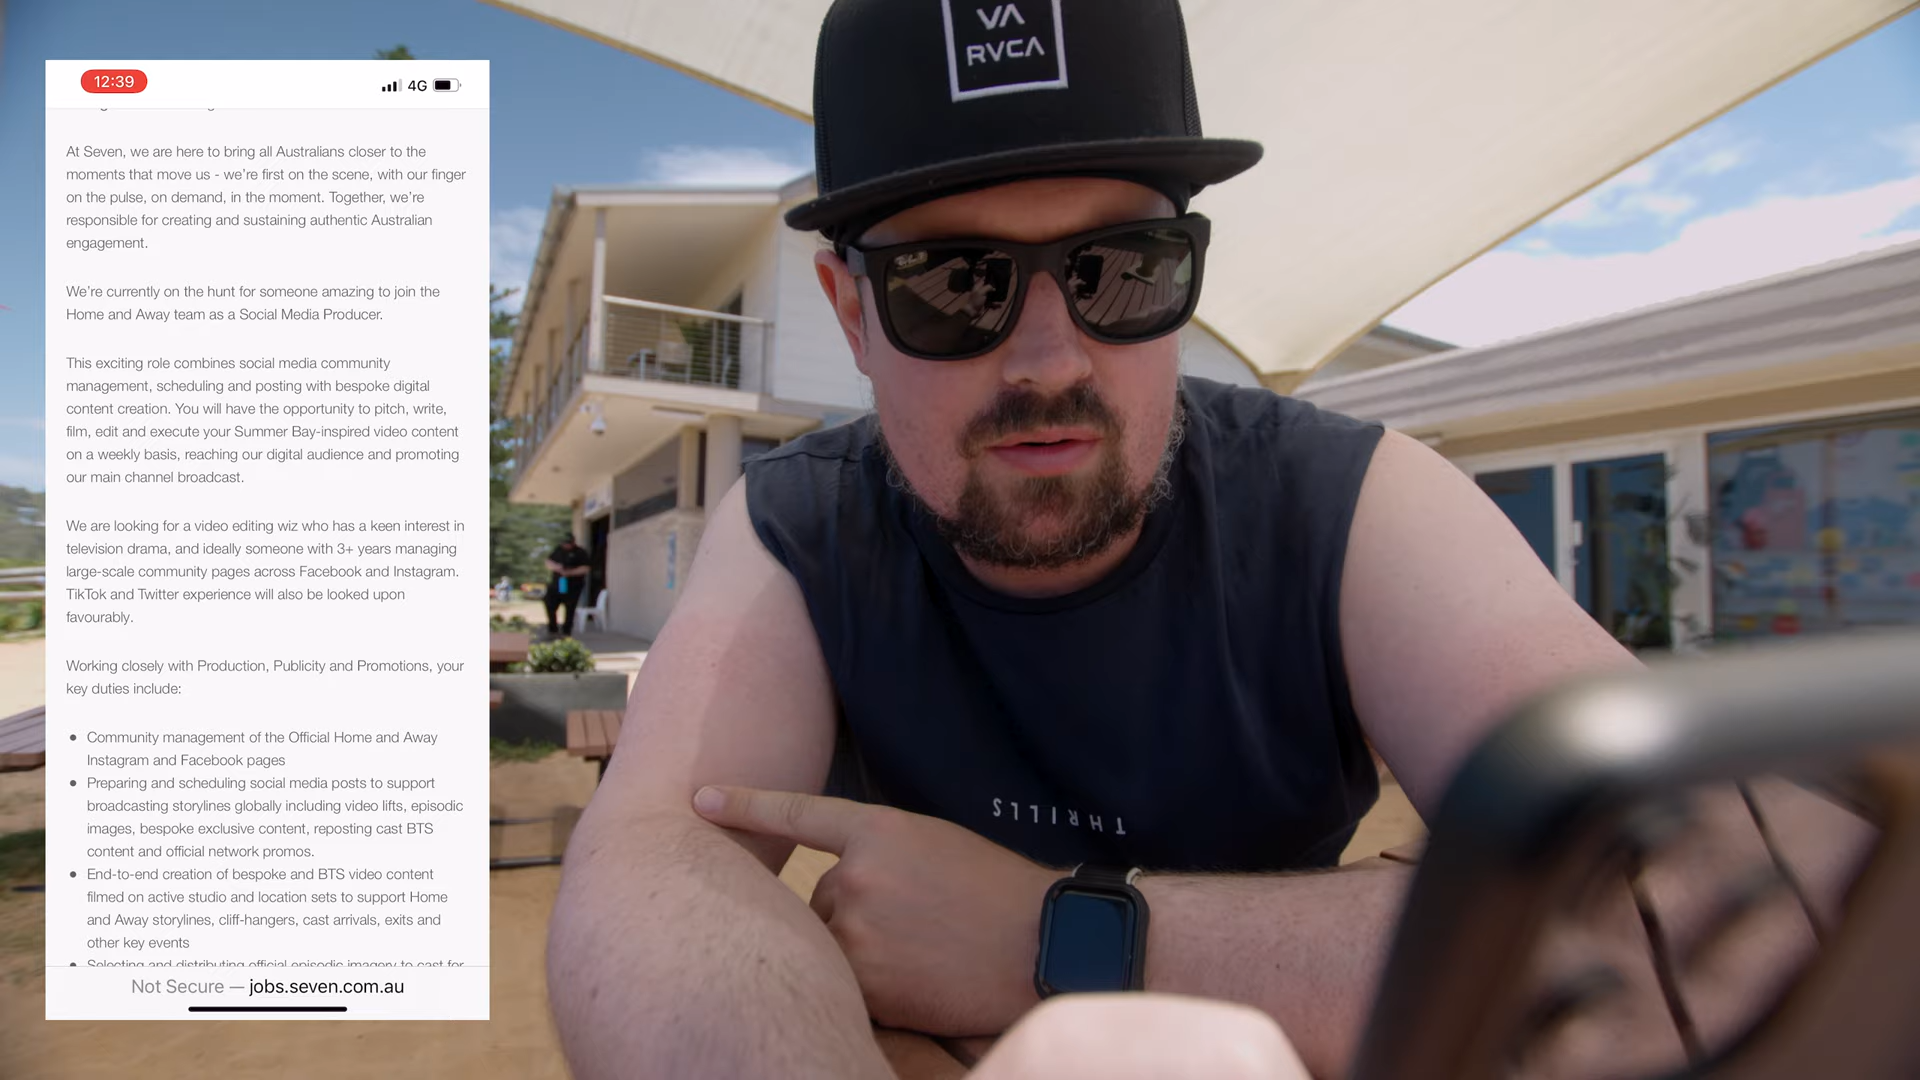 12:39
4G
At Seven, we are here to bring all Australians closer to the
moments that move us - we're first on the scene, with our finger
on the pulse, on demand, in the moment. Together, we're
responsible for creating and sustaining authentic Australian
engagement.
We're currently on the hunt for someone amazing to join the
Home and Away team as a Social Media Producer.
This exciting role combines social media community
management, scheduling and posting with bespoke digital
content creation. You will have the opportunity to pitch, write,
film, edit and execute your Summer Bay-inspired video content
on a weekly basis, reaching our digital audience and promoting
our main channel broadcast.
We are looking for a video editing wiz who has a keen interest in
television drama, and ideally someone with 3+ years managing
large-scale community pages across Facebook and Instagram.
TikTok and Twitter experience will also be looked upon
favourably.
Working closely with Production, Publicity and Promotions, your
key duties include:
• Community management of the Official Home and Away
Instagram and Facebook pages
• Preparing and scheduling social media posts to support
broadcasting storylines globally including video lifts, episodic
images, bespoke exclusive content, reposting cast BTS
content and official network promos.
• End-to-end creation of bespoke and BTS video content
filmed on active studio and location sets to support Home
and Away storylines, cliff-hangers, cast arrivals, exits and
other key events
• Selecting and distributing official episodic imagery to cast for
Not Secure — jobs.seven.com.au
VA
RVCA
THRILLS